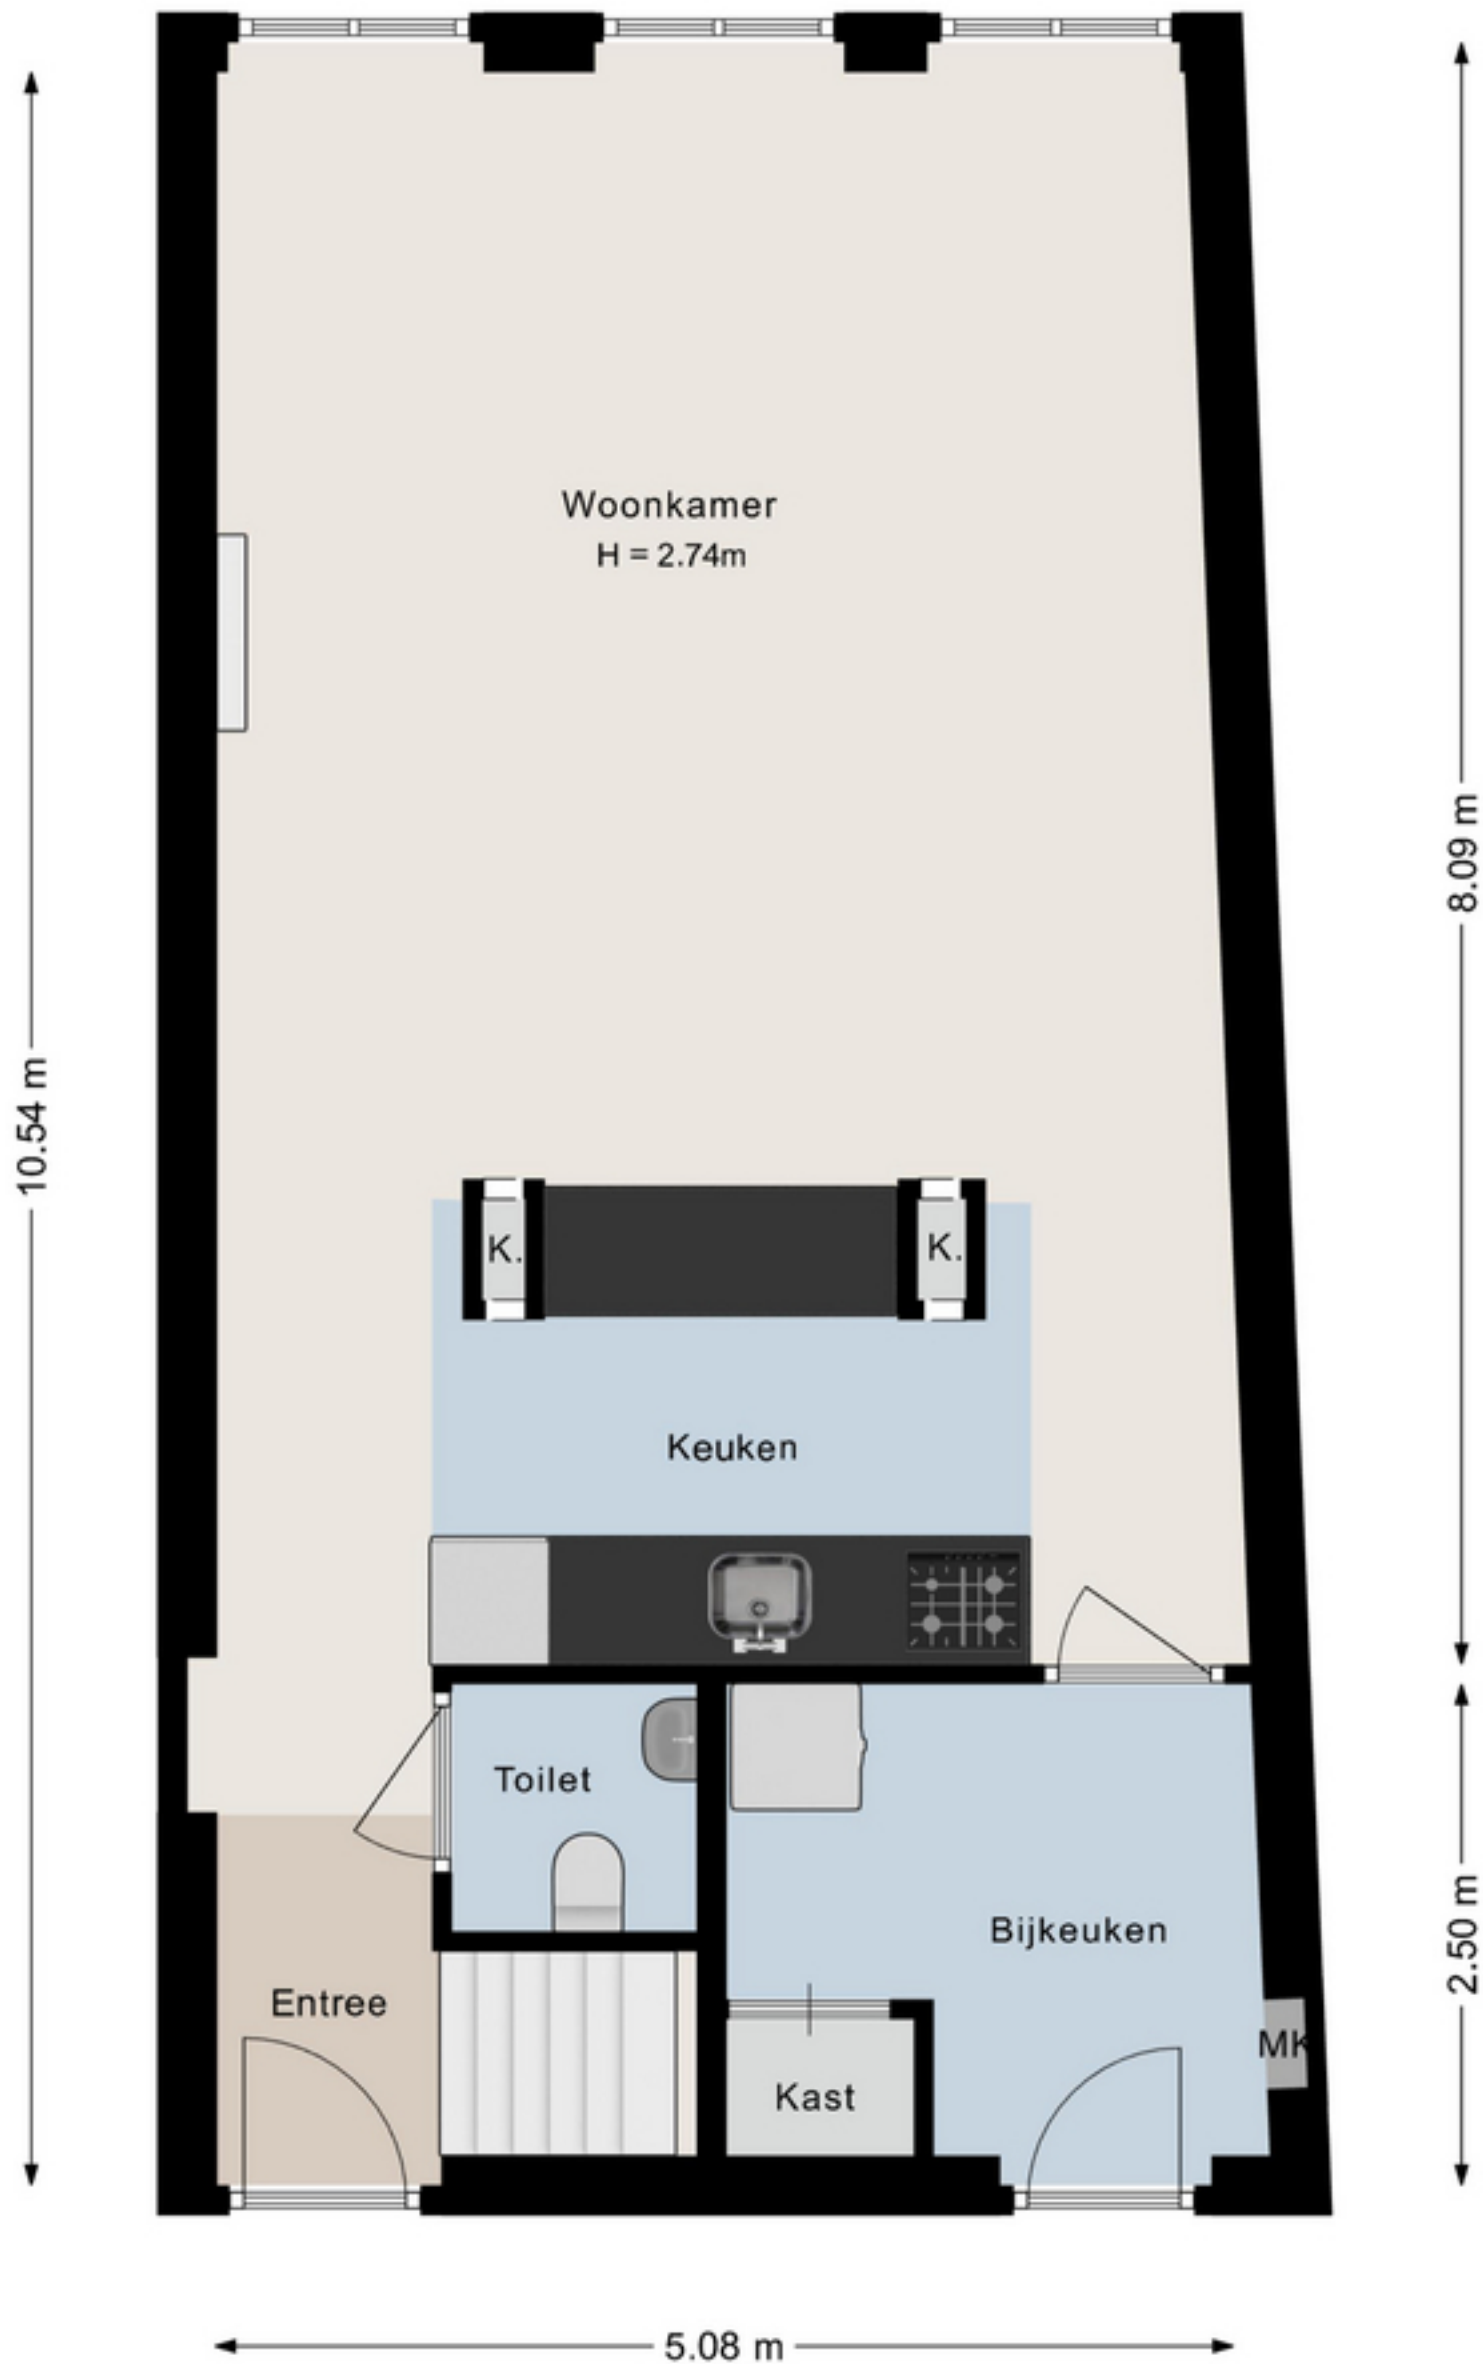 Woonkamer
H = 2.74m
8.09 m
10.54 m
K.
K.
Keuken
Toilet
Bijkeuken
2.50 m
Entree
MK
Kast
5.08 m